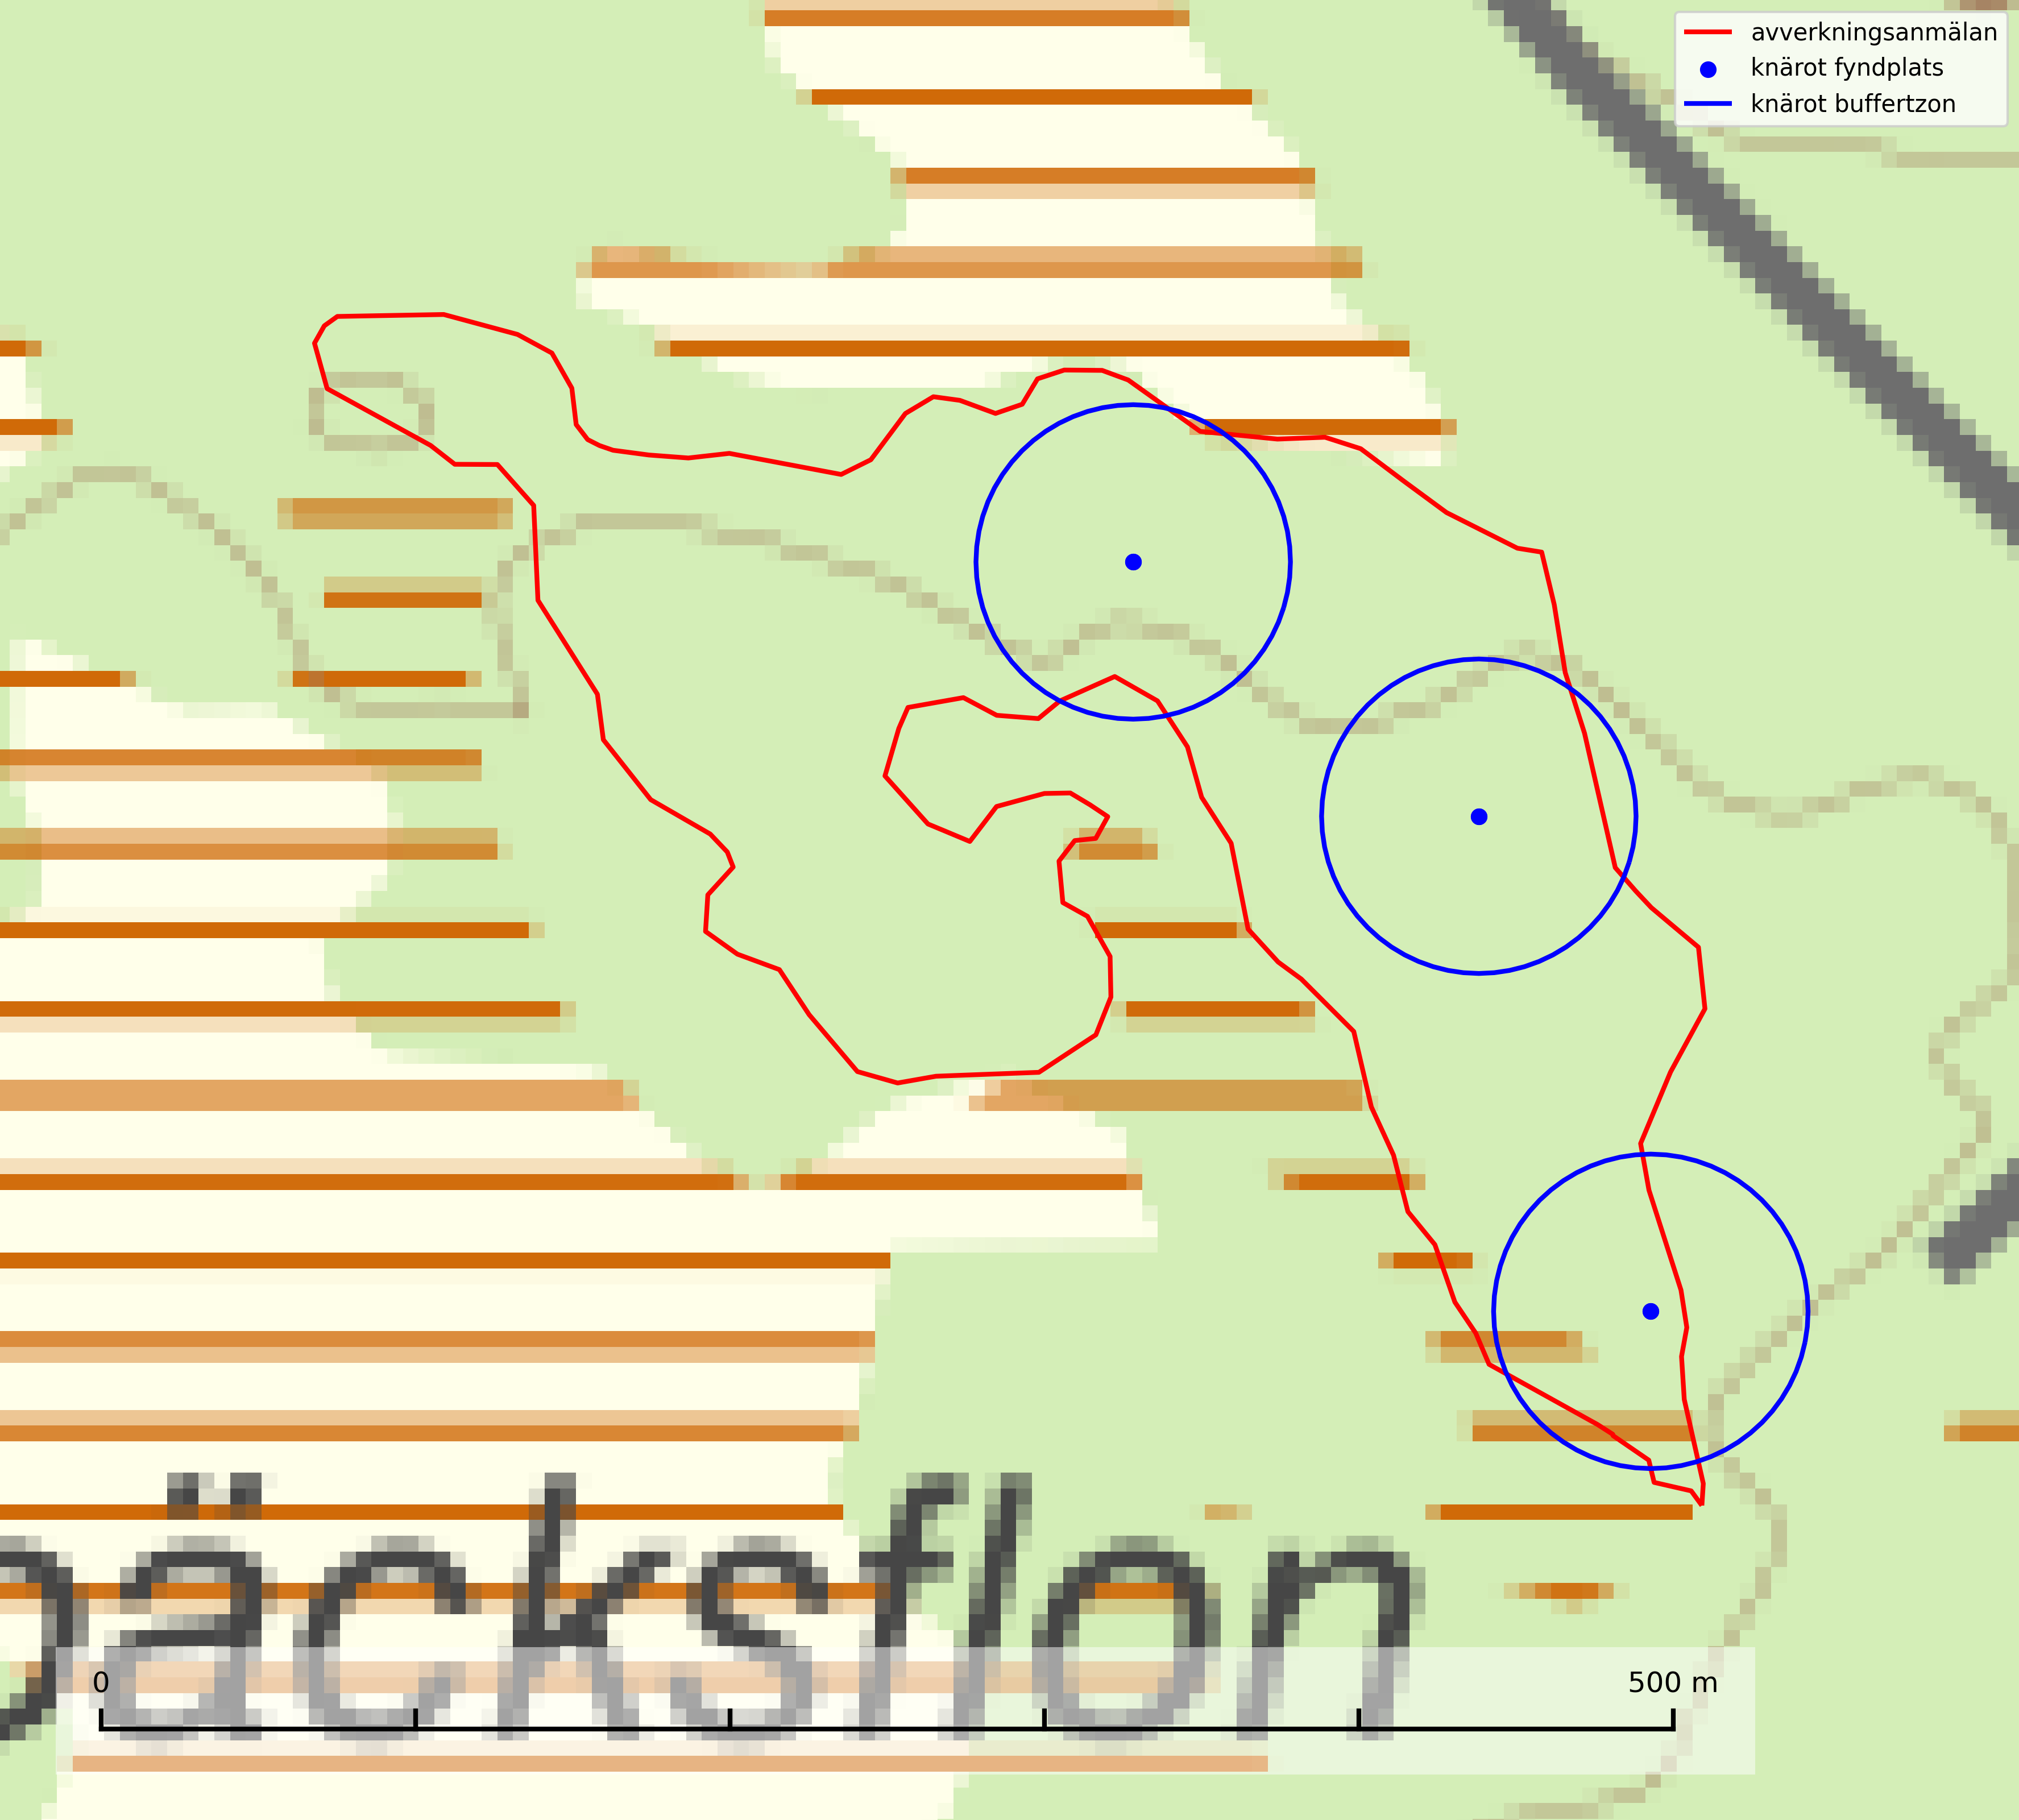 avverkningsanmälan
knärot fyndplats
knärot buffertzon
äcksflon
0 500 m